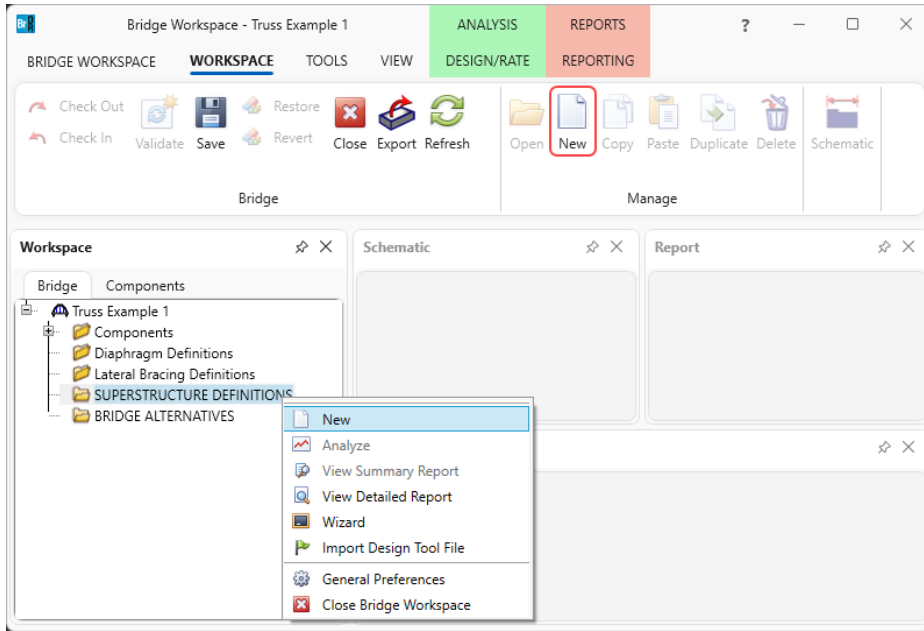 Br
Bridge Workspace - Truss Example 1
ANALYSIS
REPORTS
?
BRIDGE WORKSPACE
WORKSPACE
TOOLS
VIEW
DESIGN/RATE
REPORTING
Check Out
Check In
Validate
Save
Restore
Revert
Close
Export
Refresh
Open
New
Copy
Paste
Duplicate
Delete
Schematic
Bridge
Manage
Workspace
Schematic
Report
Bridge
Components
Truss Example 1
Components
Diaphragm Definitions
Lateral Bracing Definitions
SUPERSTRUCTURE DEFINITIONS
BRIDGE ALTERNATIVES
New
Analyze
View Summary Report
View Detailed Report
Wizard
Import Design Tool File
General Preferences
Close Bridge Workspace